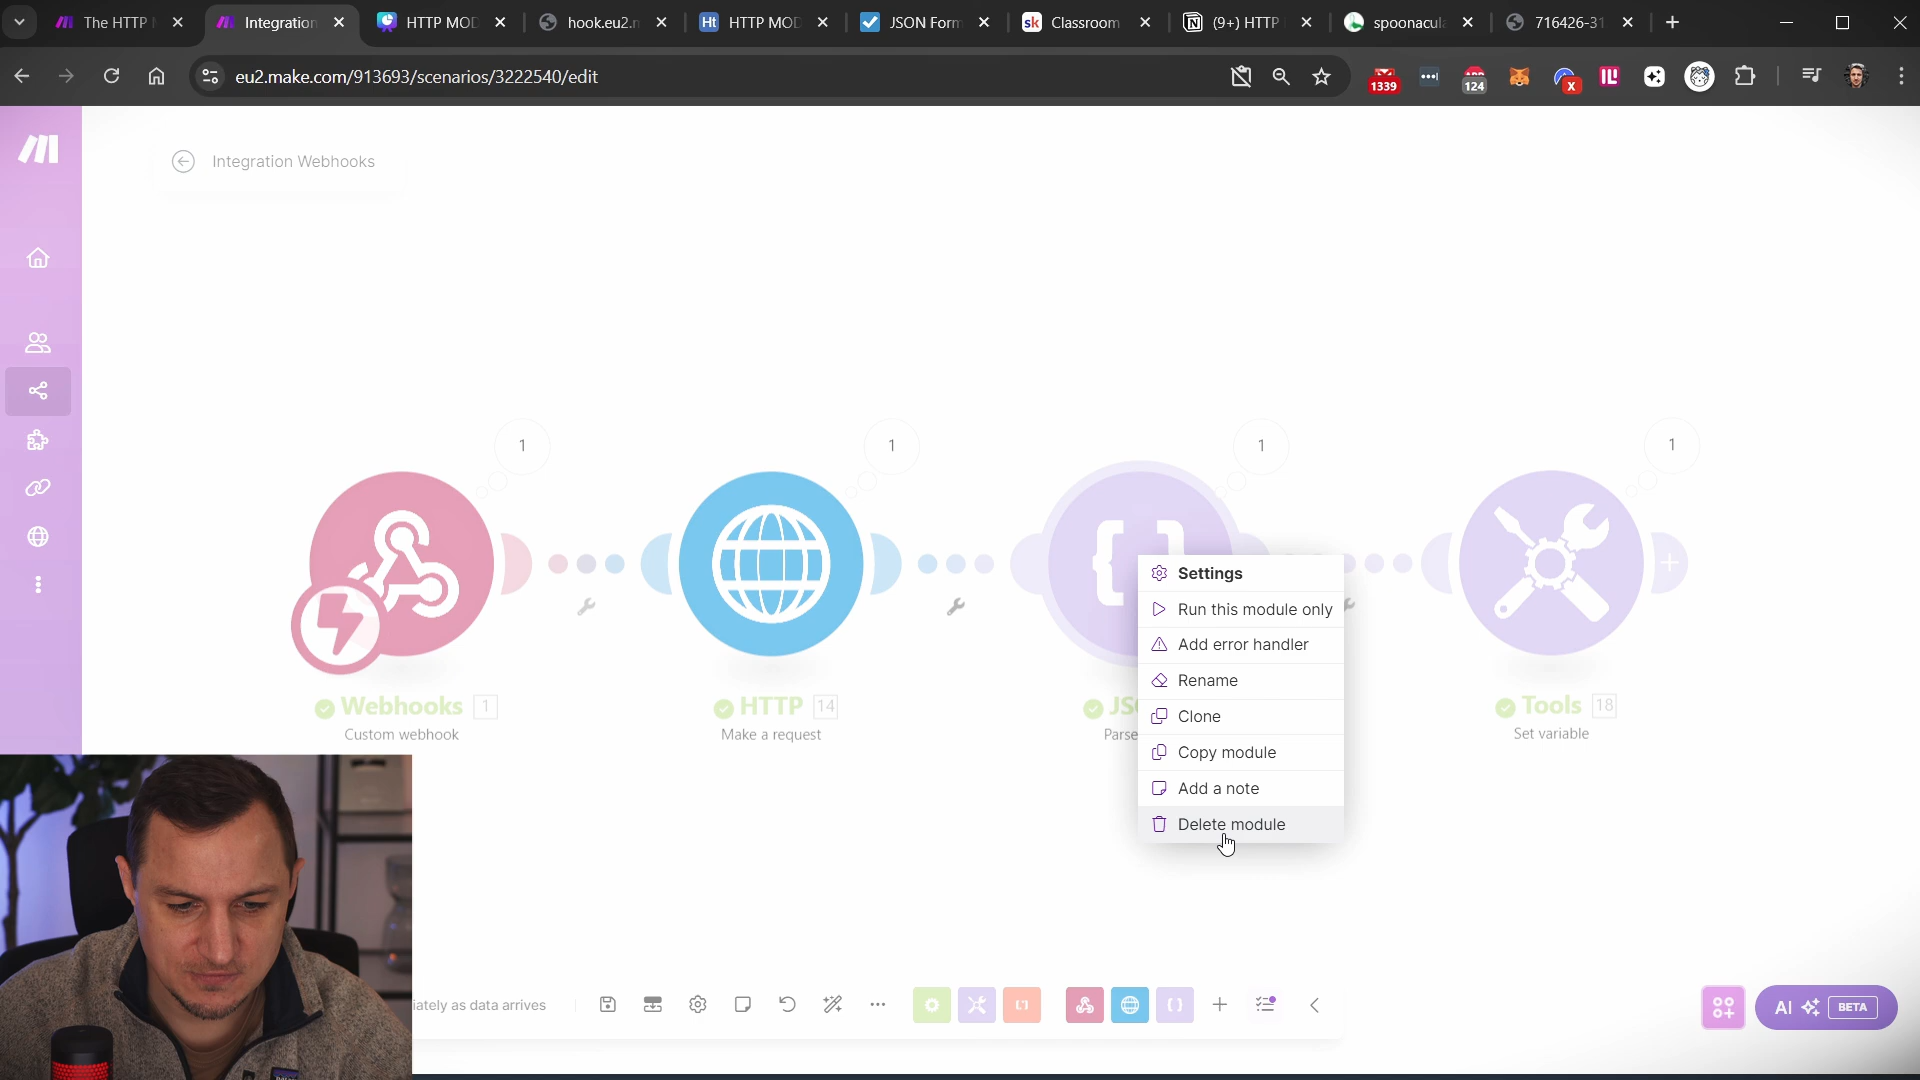 The HTTP
Integration
HTTP MOD
hook.eu2.m
HTTP MOD
JSON Form
Classroom
(9+) HTTP
spoonacula
716426-31
eu2.make.com/913693/scenarios/3222540/edit
1339
124
X
Integration Webhooks
1
1
1
1
Webhooks 1
Custom webhook
HTTP 14
Make a request
JS
Parse
Tools 18
Set variable
Settings
Run this module only
Add error handler
Rename
Clone
Copy module
Add a note
Delete module
iately as data arrives
AI BETA